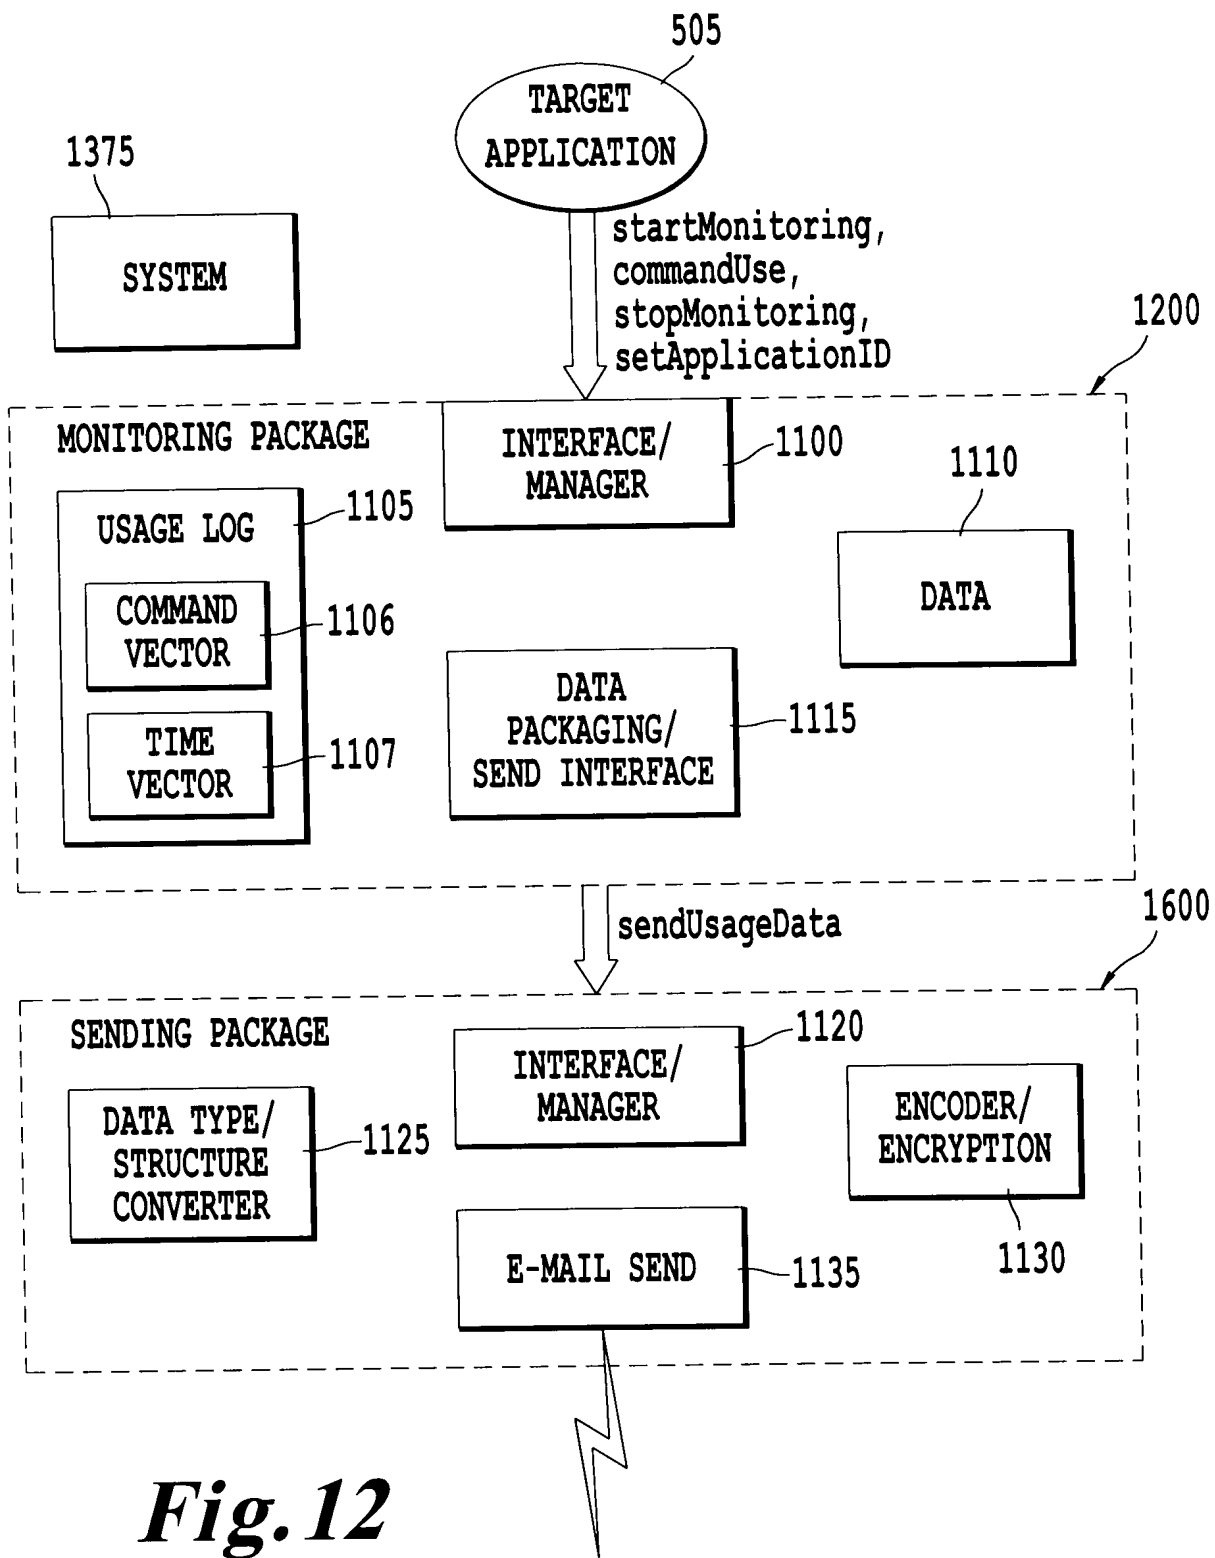 505
TARGET
APPLICATION
1375
SYSTEM
startMonitoring,
commandUse,
stopMonitoring,
setApplicationID
1200
MONITORING PACKAGE
INTERFACE/
MANAGER
1100
1110
DATA
USAGE LOG
1105
COMMAND
VECTOR
1106
TIME
VECTOR
1107
DATA
PACKAGING/
SEND INTERFACE
1115
sendUsageData
1600
SENDING PACKAGE
INTERFACE/
MANAGER
1120
DATA TYPE/
STRUCTURE
CONVERTER
1125
ENCODER/
ENCRYPTION
1130
E-MAIL SEND
1135
Fig. 12